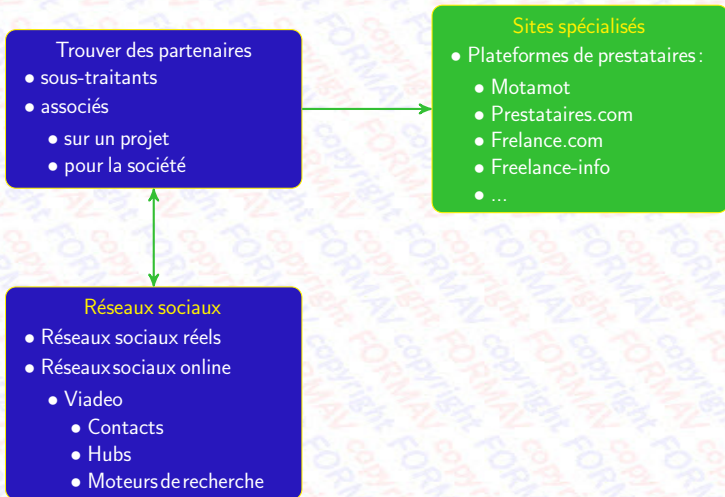 Trouver des partenaires
• sous-traitants
• associés
• sur un projet
• pour la société
Sites spécialisés
• Plateformes de prestataires :
• Motamot
• Prestataires.com
• Frelance.com
• Freelance-info
• ...
Réseaux sociaux
• Réseaux sociaux réels
• Réseaux sociaux online
• Viadeo
• Contacts
• Hubs
• Moteurs de recherche
copyright FORMAV